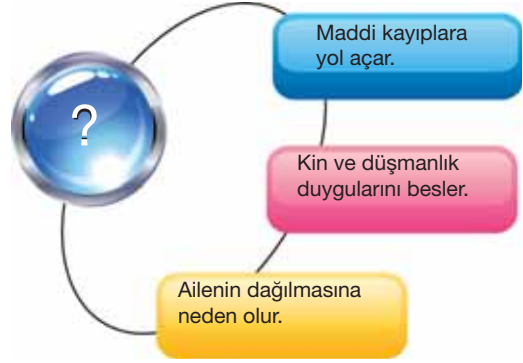 ?
Maddi kayıplara
yol açar.
Kin ve düşmanlık
duygularını besler.
Ailenin dağılmasına
neden olur.